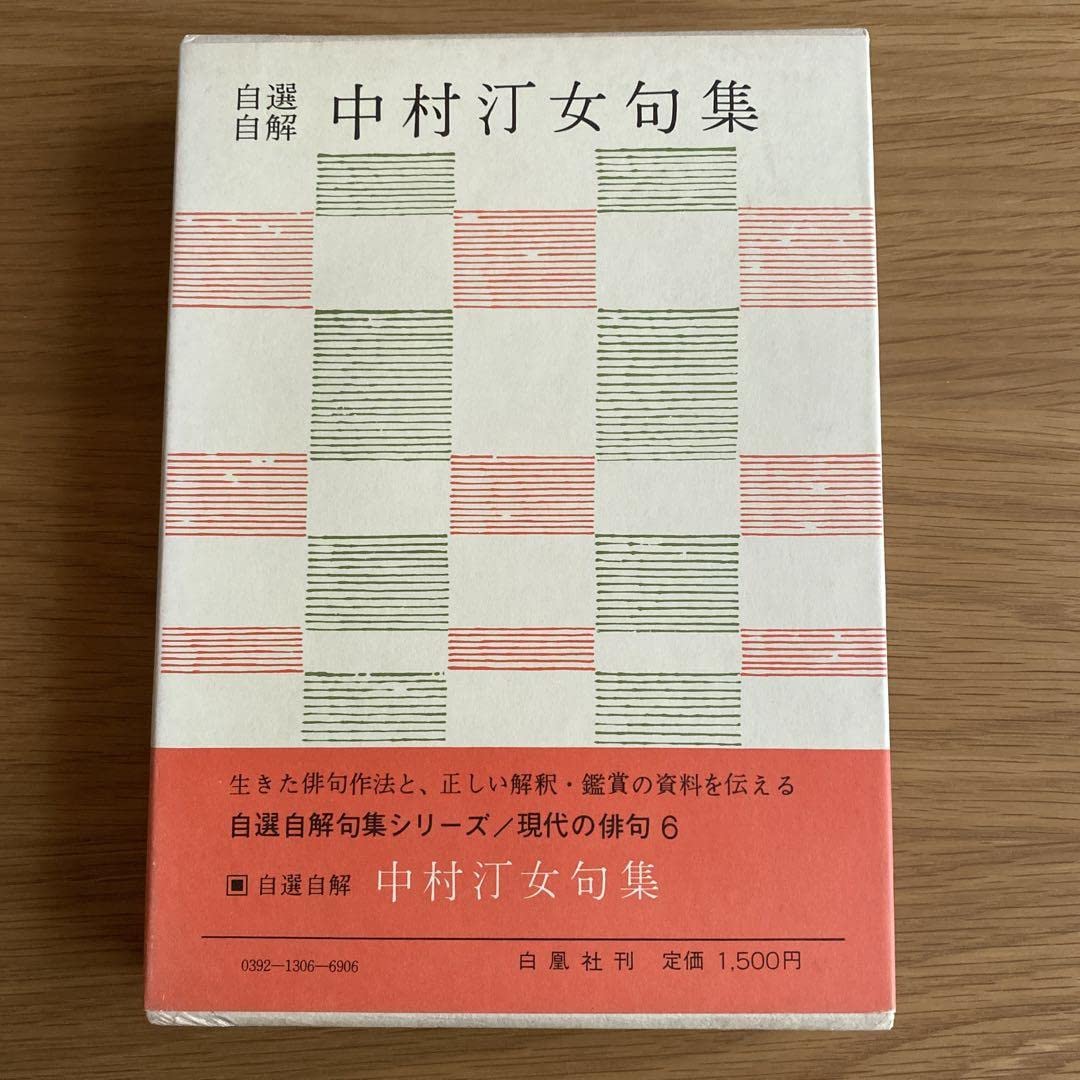 自選
自解
中村汀女句集
生きた俳句作法と、正しい解釈・鑑賞の資料を伝える
自選自解句集シリーズ/現代の俳句 6
▣ 自選自解 中村汀女句集
0392―1306―6906
白凰社刊 定価 1,500円